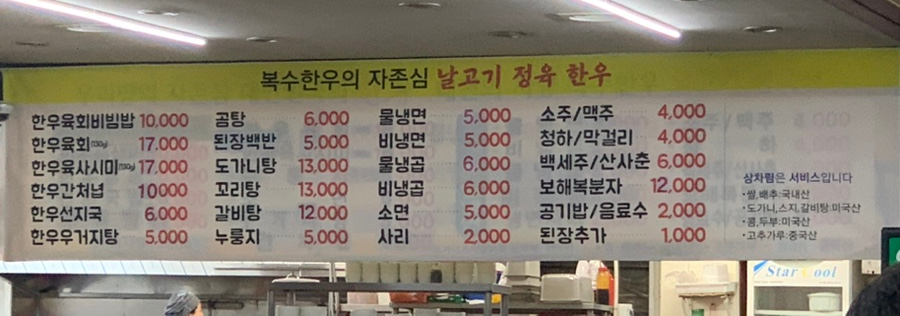 복수한우의 자존심 날고기 정육 한우
한우육회비빔밥 10,000
한우육회(130g) 17,000
한우육사시미(130g) 17,000
한우간처녑 10000
한우선지국 6,000
한우우거지탕 5,000
곰탕 6,000
된장백반 5,000
도가니탕 13,000
꼬리탕 13,000
갈비탕 12000
누룽지 5,000
물냉면 5,000
비냉면 5,000
물냉곱 6,000
비냉곱 6,000
소면 5,000
사리 2,000
소주/맥주 4,000
청하/막걸리 4,000
백세주/산사춘 6,000
보해복분자 12,000
공기밥/음료수 2,000
된장추가 1,000
상차림은 서비스입니다
·쌀,배추:국내산
·도가니,스지,갈비탕:미국산
·콩,두부:미국산
·고추가루:중국산
Star Cool